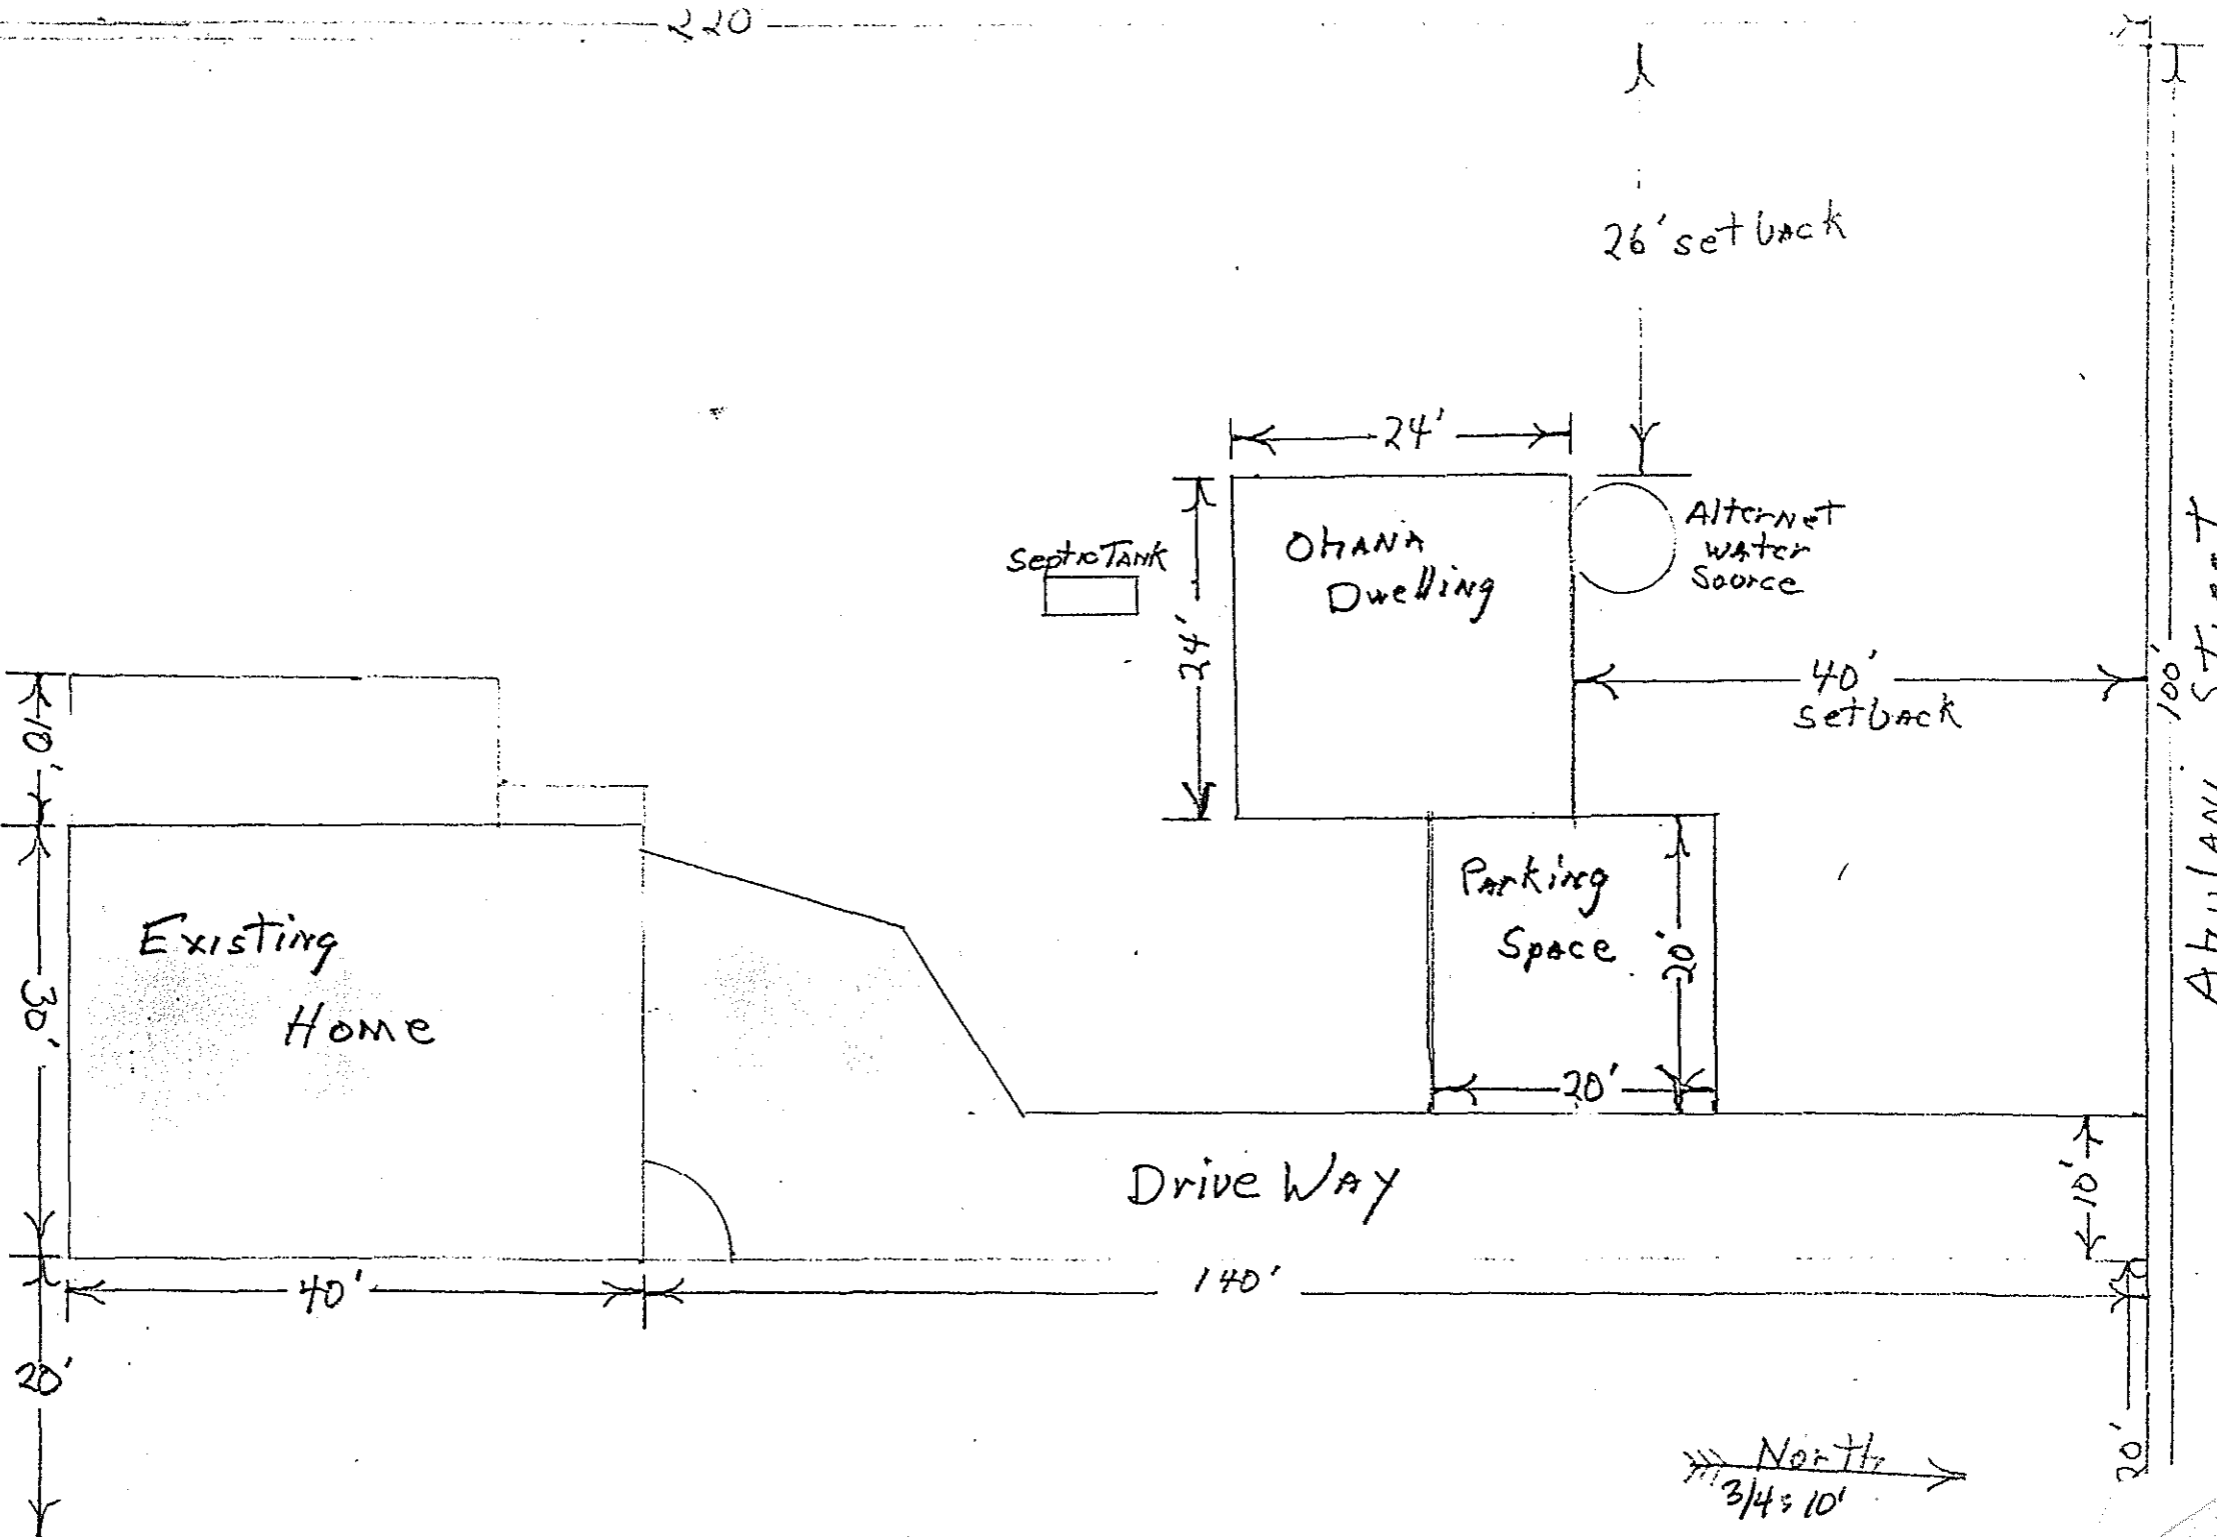 220
26' setback
24'
Alternet
water
Source
Ohana
Dwelling
Septic Tank
24'
40'
setback
100'
10'
Parking
Space
20'
20'
Existing
Home
30'
10'
Drive Way
40'
140'
20'
20'
North
3/4 = 10'